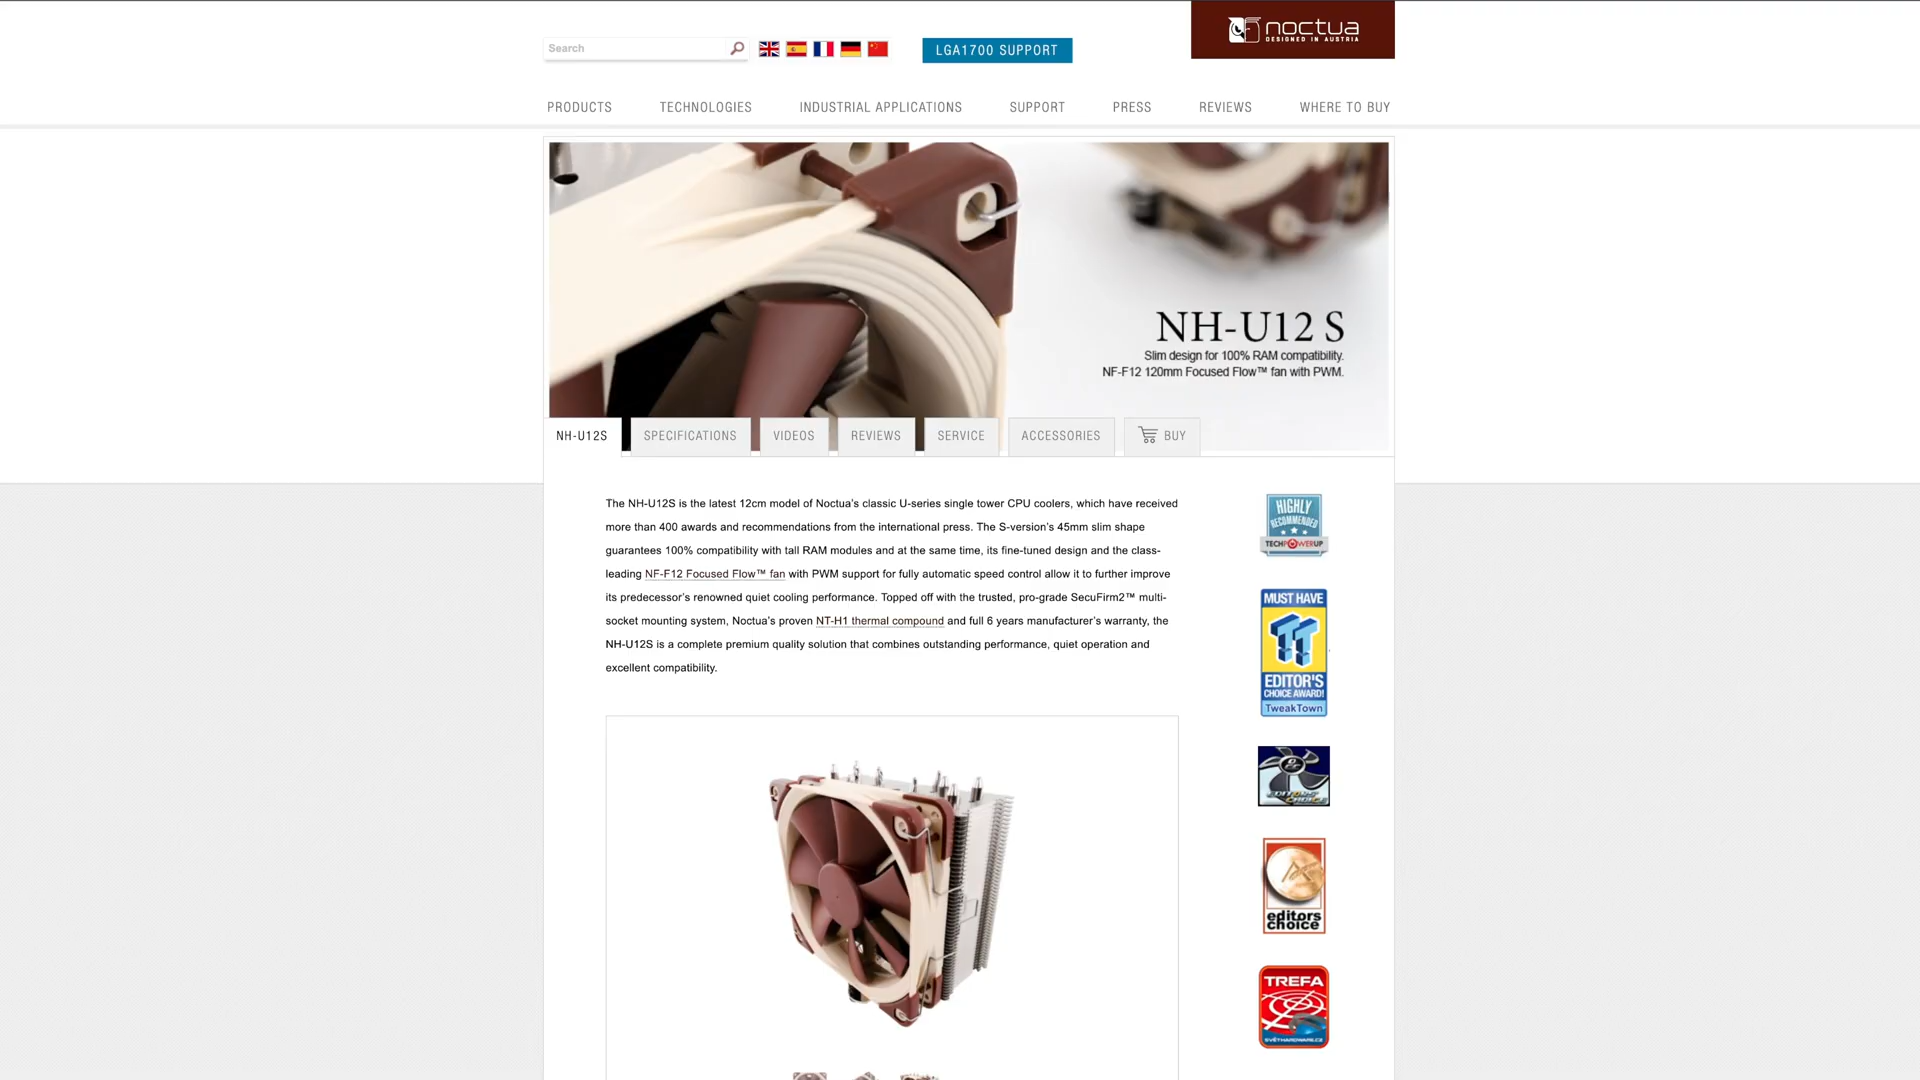 Search
LGA1700 SUPPORT
noctua
DESIGNED IN AUSTRIA
PRODUCTS
TECHNOLOGIES
INDUSTRIAL APPLICATIONS
SUPPORT
PRESS
REVIEWS
WHERE TO BUY
NH-U12 S
Slim design for 100% RAM compatibility.
NF-F12 120mm Focused Flow™ fan with PWM.
NH-U12S
SPECIFICATIONS
VIDEOS
REVIEWS
SERVICE
ACCESSORIES
BUY
The NH-U12S is the latest 12cm model of Noctua's classic U-series single tower CPU coolers, which have received
more than 400 awards and recommendations from the international press. The S-version's 45mm slim shape
guarantees 100% compatibility with tall RAM modules and at the same time, its fine-tuned design and the class-
leading NF-F12 Focused Flow™ fan with PWM support for fully automatic speed control allow it to further improve
its predecessor's renowned quiet cooling performance. Topped off with the trusted, pro-grade SecuFirm2™ multi-
socket mounting system, Noctua's proven NT-H1 thermal compound and full 6 years manufacturer's warranty, the
NH-U12S is a complete premium quality solution that combines outstanding performance, quiet operation and
excellent compatibility.
HIGHLY
RECOMMENDED
TECHPOWERUP
MUST HAVE
TT
EDITOR'S
CHOICE AWARD!
TweakTown
EDITORS
CHOICE
editors
choice
TREFA
SVĚTHARDWARE.CZ